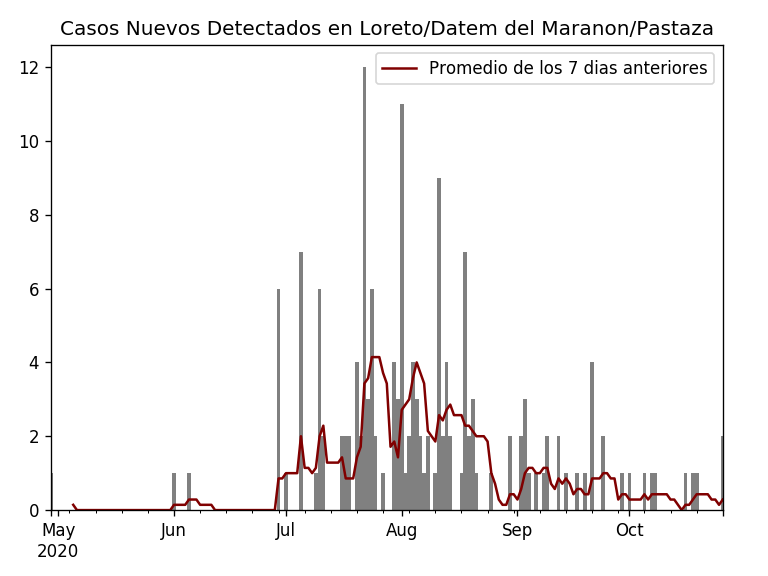 Casos Nuevos Detectados en Loreto/Datem del Maranon/Pastaza
Promedio de los 7 dias anteriores
12
10
8
6
4
2
0
May Jun Jul Aug Sep Oct
2020